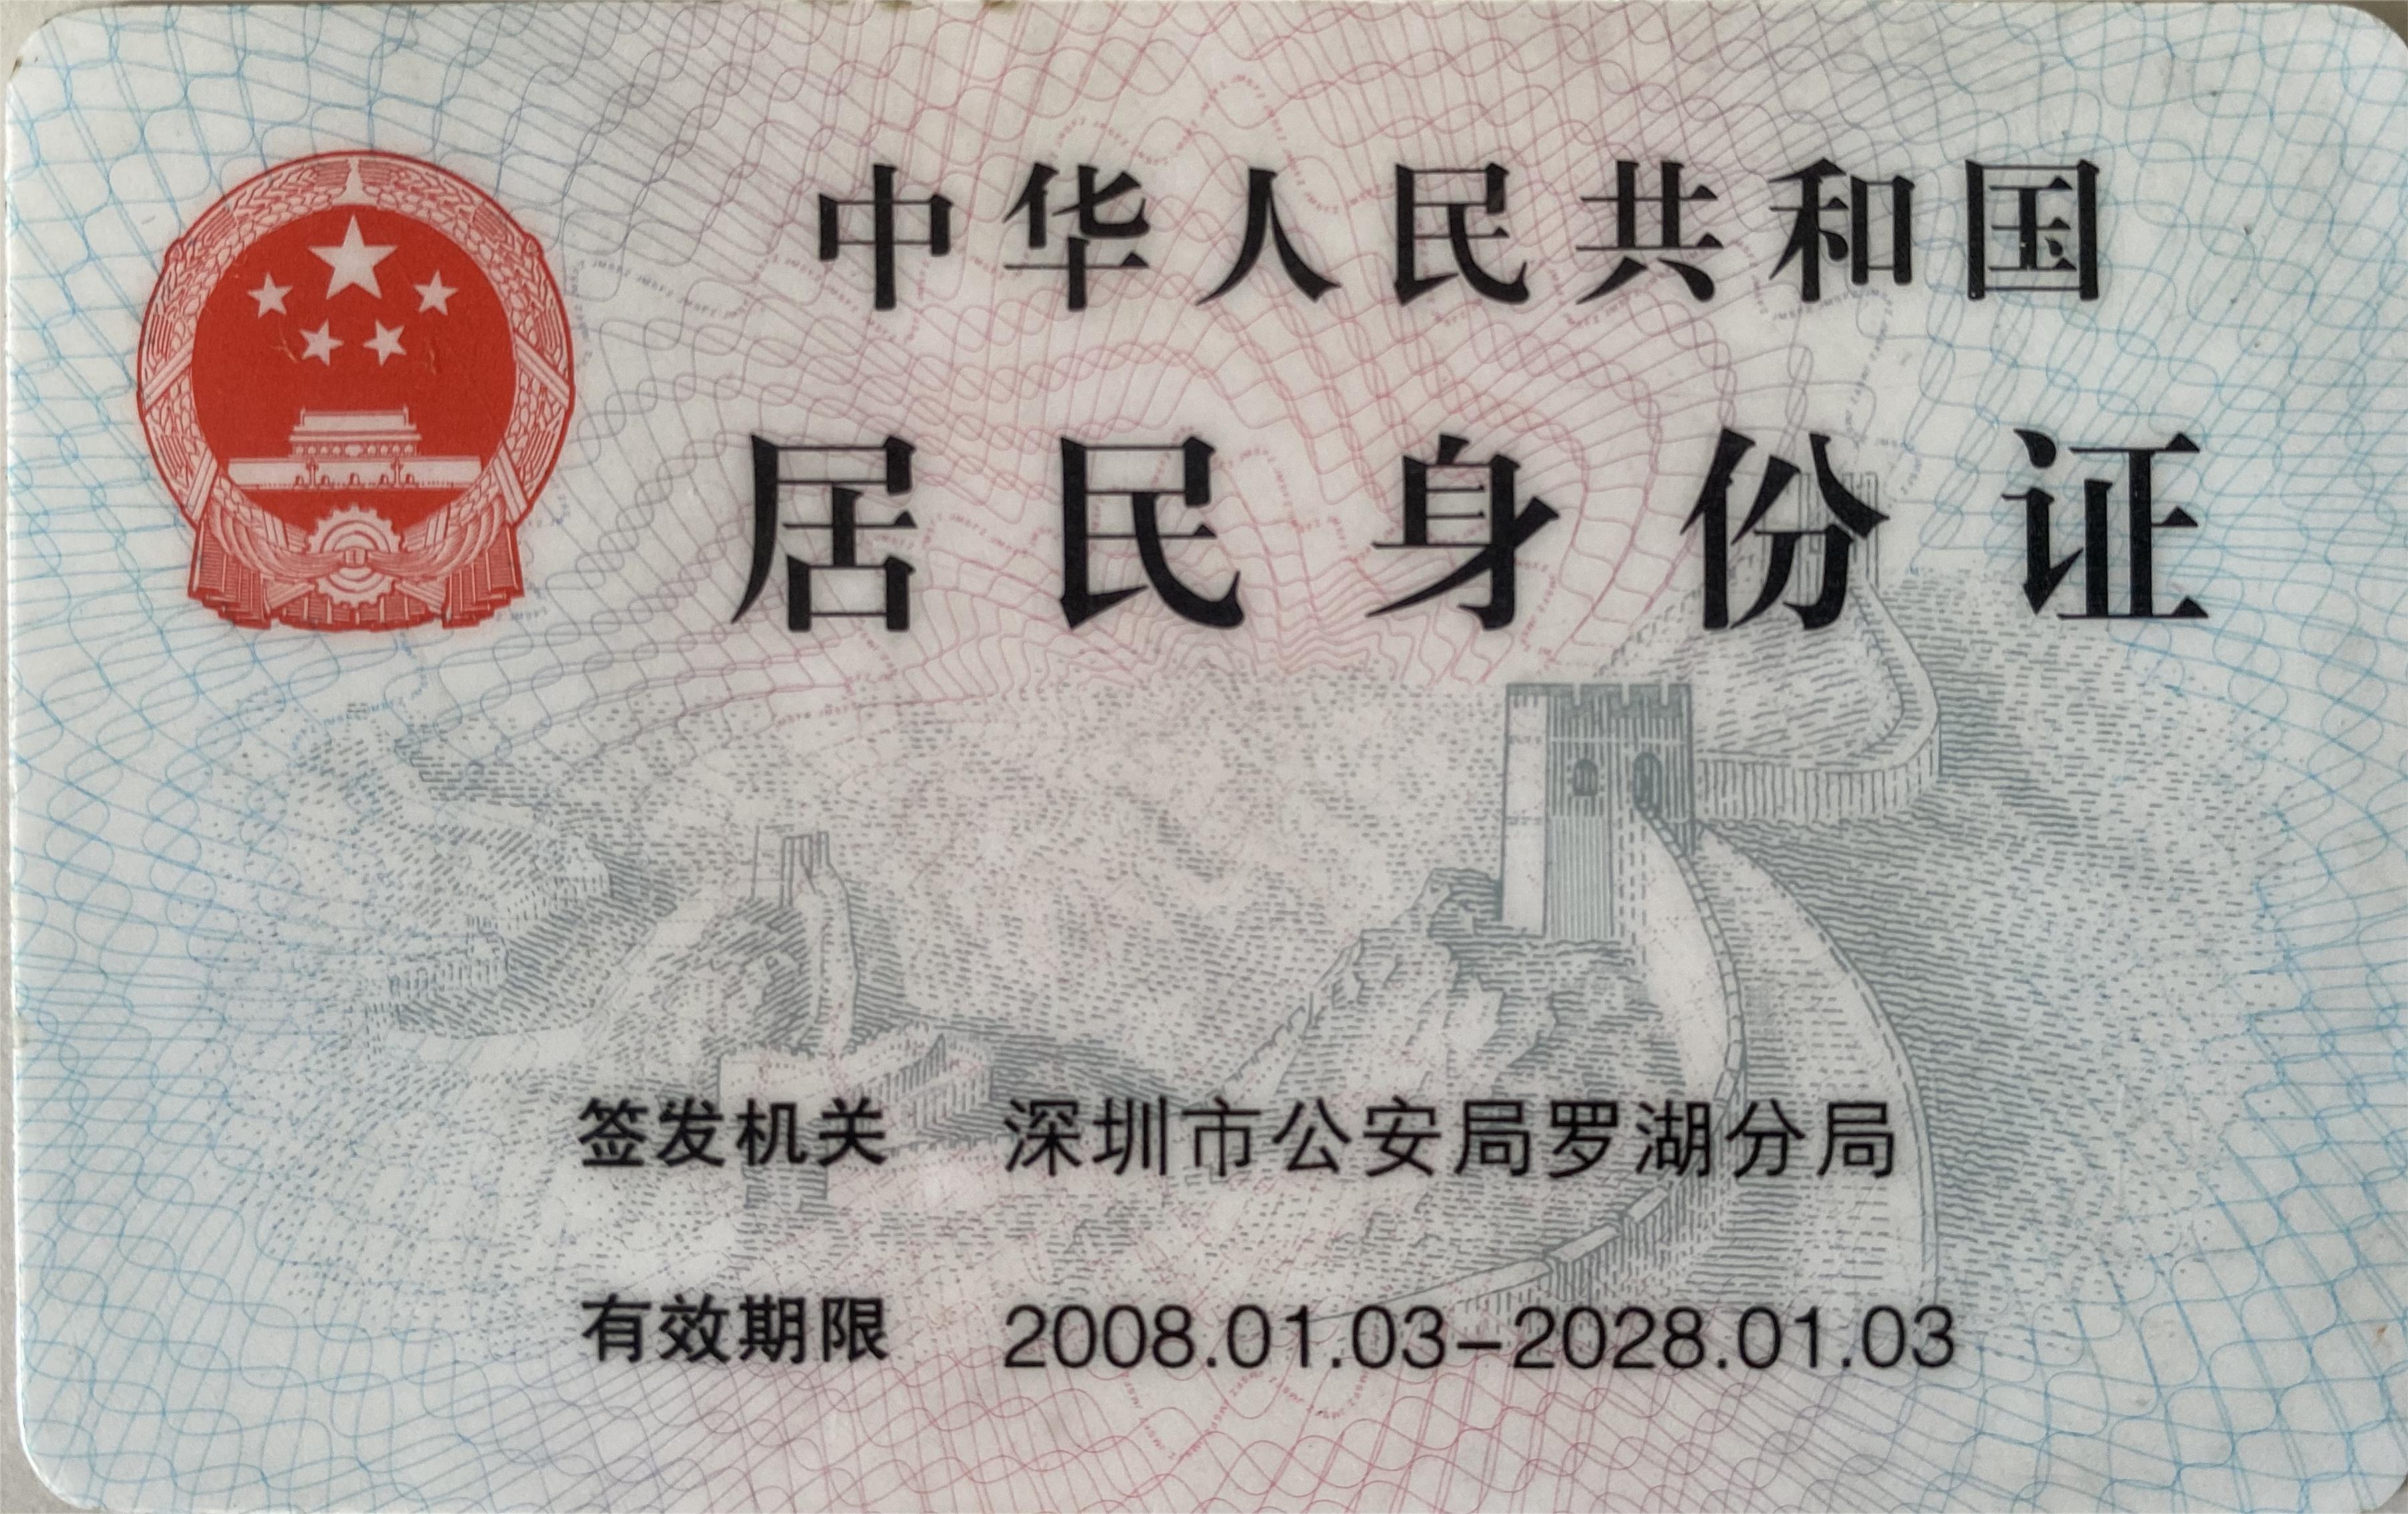 中华人民共和国
居民身份证
签发机关 深圳市公安局罗湖分局
有效期限 2008.01.03-2028.01.03